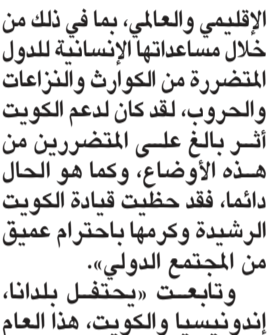 الإقليمي والعالمي، بما في ذلك من
خلال مساعداتها الإنسانية للدول
المتضررة من الكوارث والنزاعات
والحروب، لقد كان لدعم الكويت
أثر بالغ على المتضررين من
هذه الأوضاع، وكما هو الحال
دائما، فقد حظيت قيادة الكويت
الرشيدة وكرمها باحترام عميق
من المجتمع الدولي».
وتابعت «يحتفل بلدانا،
إندونيسيا والكويت، هذا العام